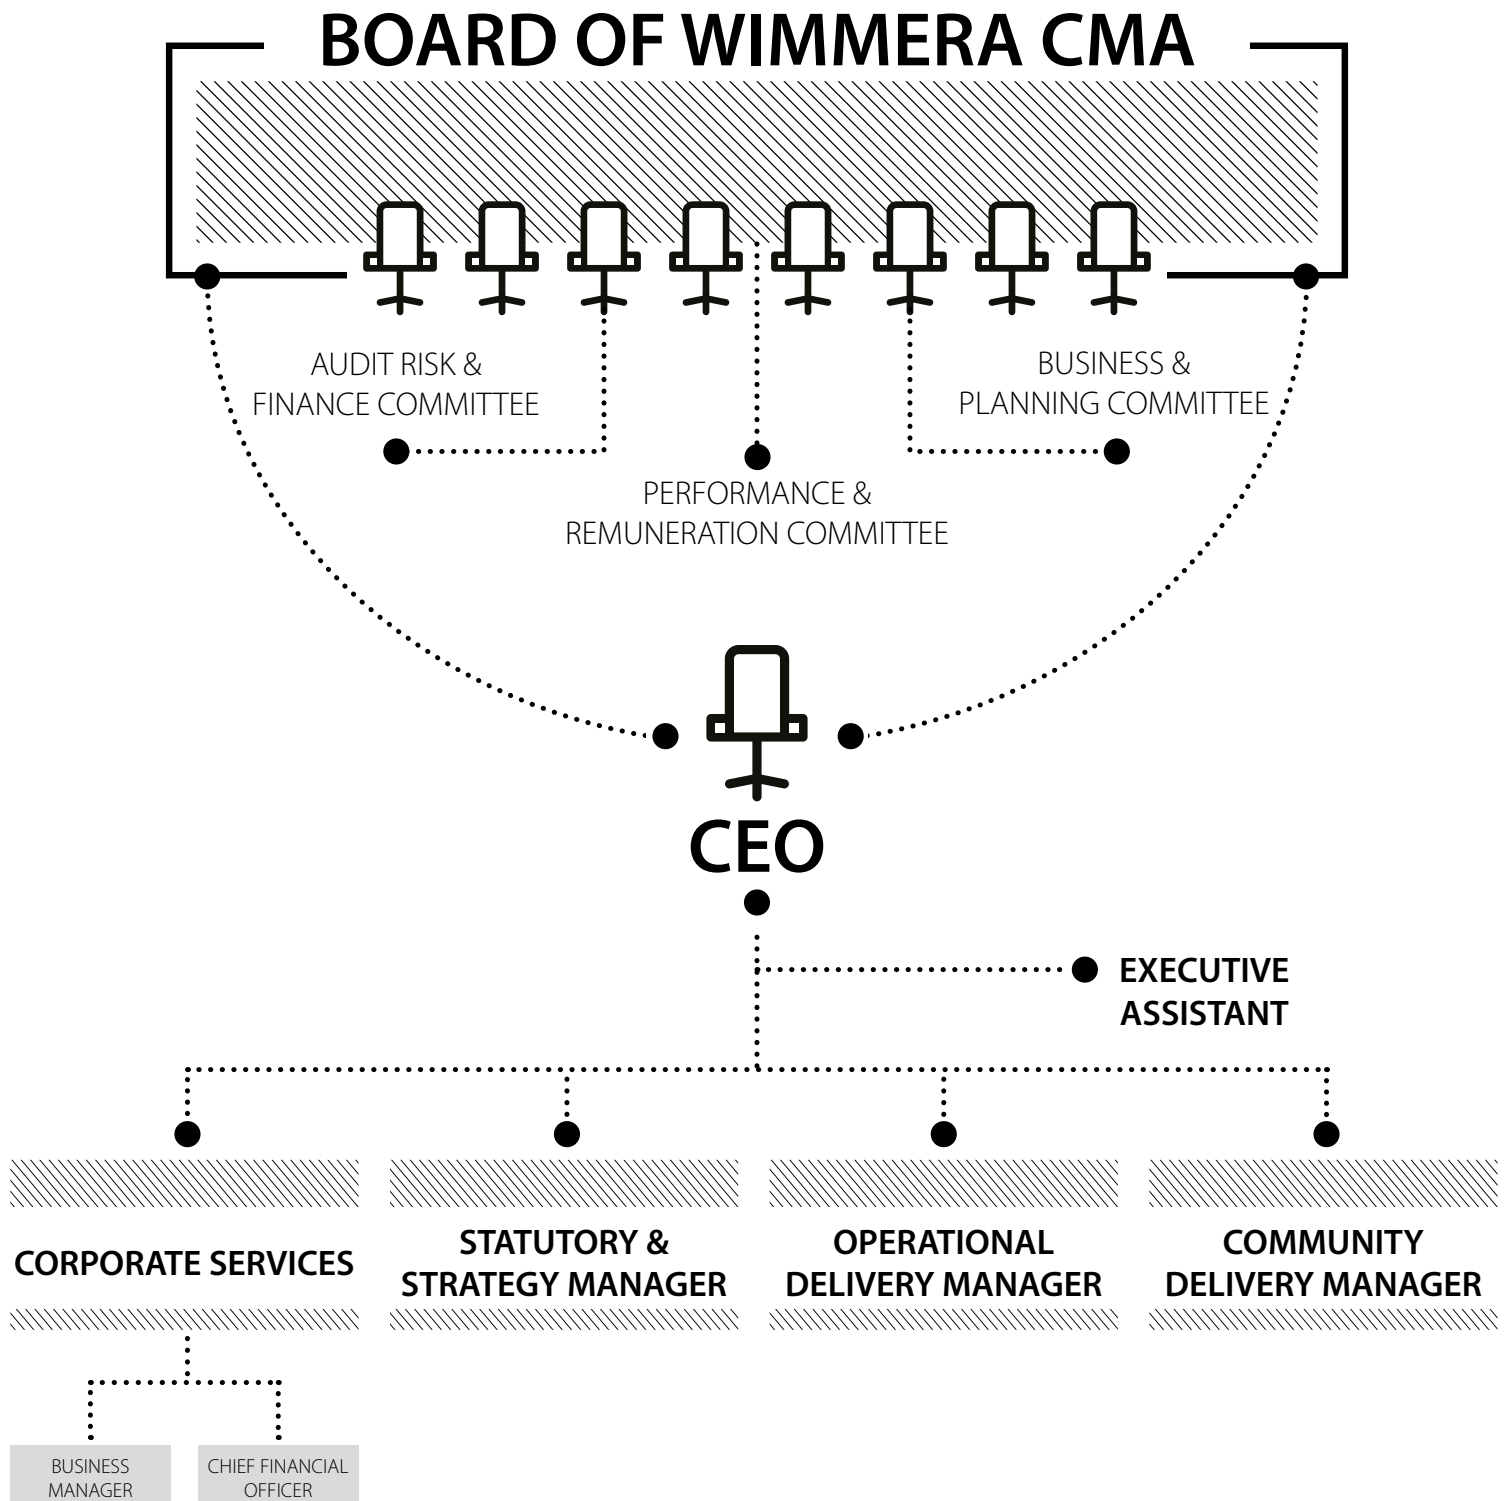 BOARD OF WIMMERA CMA
AUDIT RISK &
FINANCE COMMITTEE
BUSINESS &
PLANNING COMMITTEE
PERFORMANCE &
REMUNERATION COMMITTEE
CEO
EXECUTIVE
ASSISTANT
CORPORATE SERVICES
STATUTORY &
STRATEGY MANAGER
OPERATIONAL
DELIVERY MANAGER
COMMUNITY
DELIVERY MANAGER
BUSINESS
MANAGER
CHIEF FINANCIAL
OFFICER